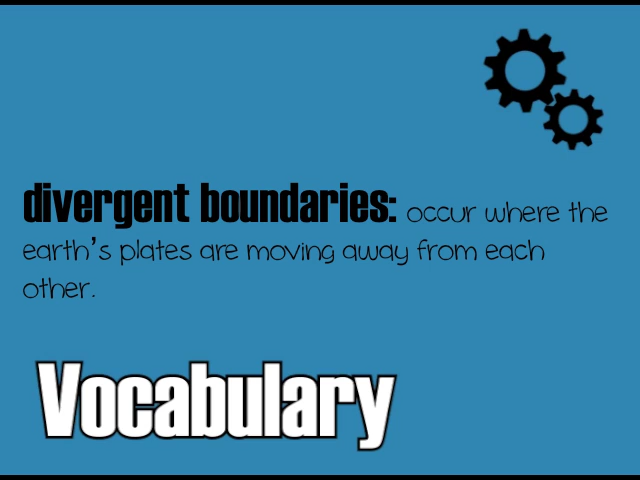 divergent boundaries: occur where the
earth's plates are moving away from each
other.
Vocabulary